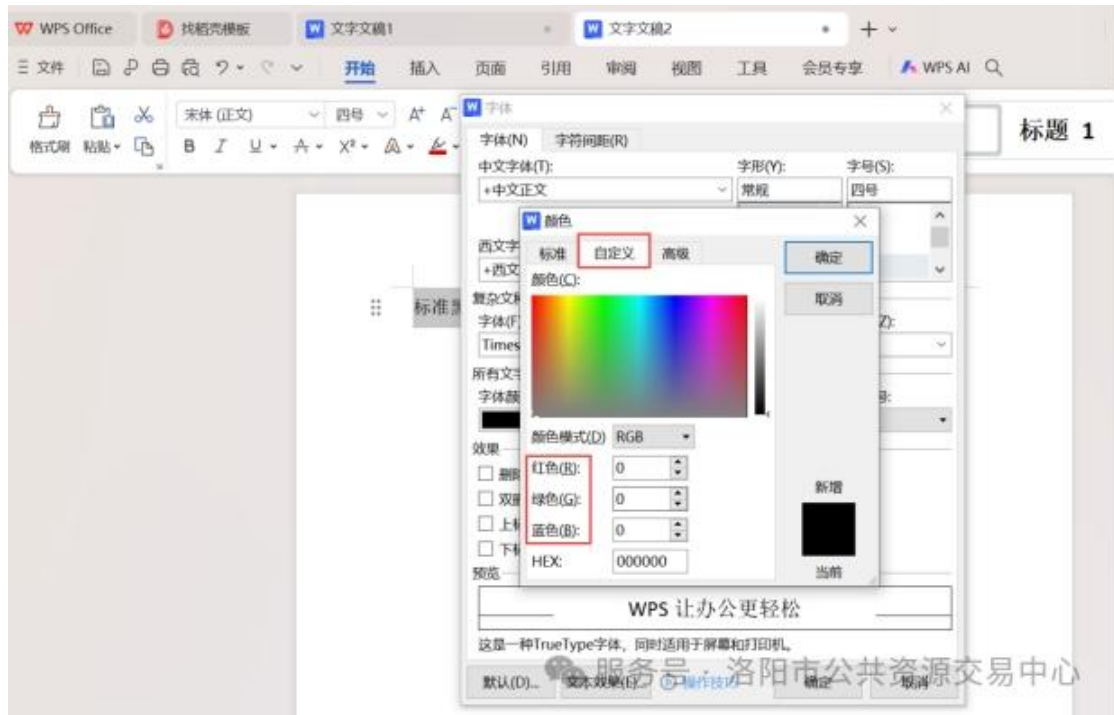 WPS Office 找稻壳模板 文字文稿1 文字文稿2
文件 开始 插入 页面 引用 审阅 视图 工具 会员专享 WPS AI
宋体 (正文) 四号 A+ A-
格式刷 粘贴 B I U A X² A
标题 1
字体
字体(N) 字符间距(R)
中文字体(T): 字形(Y): 字号(S):
+中文正文 常规 四号
颜色
西文字
标准 自定义 高级 确定
+西文
颜色(C):
取消
标准
字体(F Z):
Times
所有文字
字体颜
颜色模式(D) RGB
效果
红色(R): 0
绿色(G): 0
新增
双删
上标
蓝色(B): 0
下标
HEX: 000000
当前
预览
WPS 让办公更轻松
这是一种TrueType字体，同时适用于屏幕和打印机。
默认(D)... 文本效果(E)... 操作技巧 确定 取消
服务号 · 洛阳市公共资源交易中心